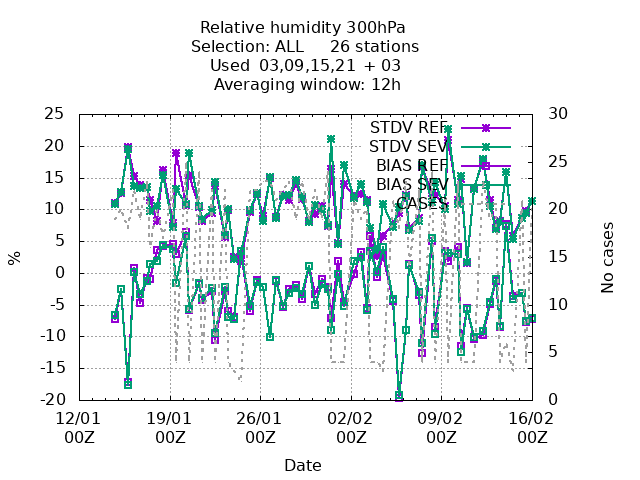 Relative humidity 300hPa
Selection: ALL 26 stations
Used 03,09,15,21 + 03
Averaging window: 12h
25
20
15
10
5
0
-5
-10
-15
-20
%
30
25
20
15
10
5
0
No cases
STDV REF
STDV SEV
BIAS REF
BIAS SEV
CASES
12/01 19/01 26/01 02/02 09/02 16/02
00Z 00Z 00Z 00Z 00Z 00Z
Date